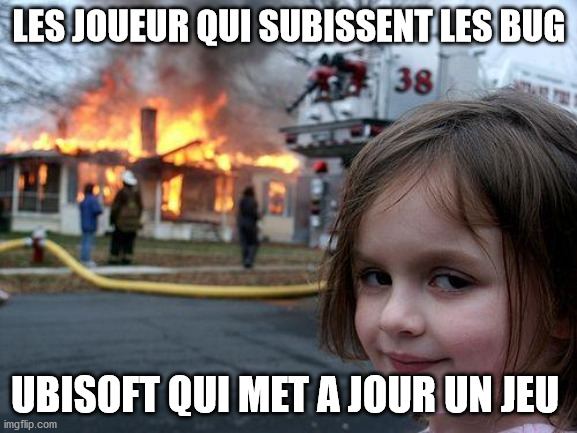 LES JOUEUR QUI SUBISSENT LES BUG
38
UBISOFT QUI MET A JOUR UN JEU
imgflip.com